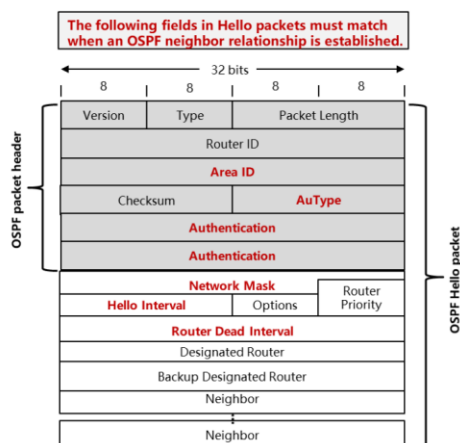 The following fields in Hello packets must match
when an OSPF neighbor relationship is established.
32 bits
8 8 8 8
Version Type Packet Length
Router ID
Area ID
Checksum AuType
Authentication
Authentication
Network Mask
Hello Interval Options Router
Priority
Router Dead Interval
Designated Router
Backup Designated Router
Neighbor
Neighbor
OSPF packet header
OSPF Hello packet